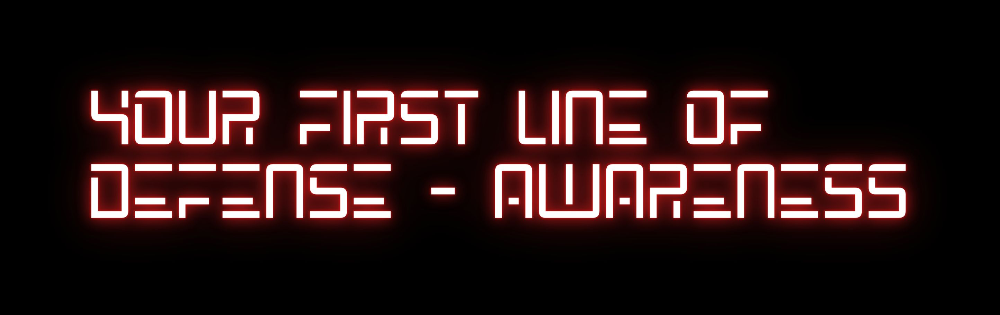 YOUR FIRST LINE OF
DEFENSE - AWARENESS